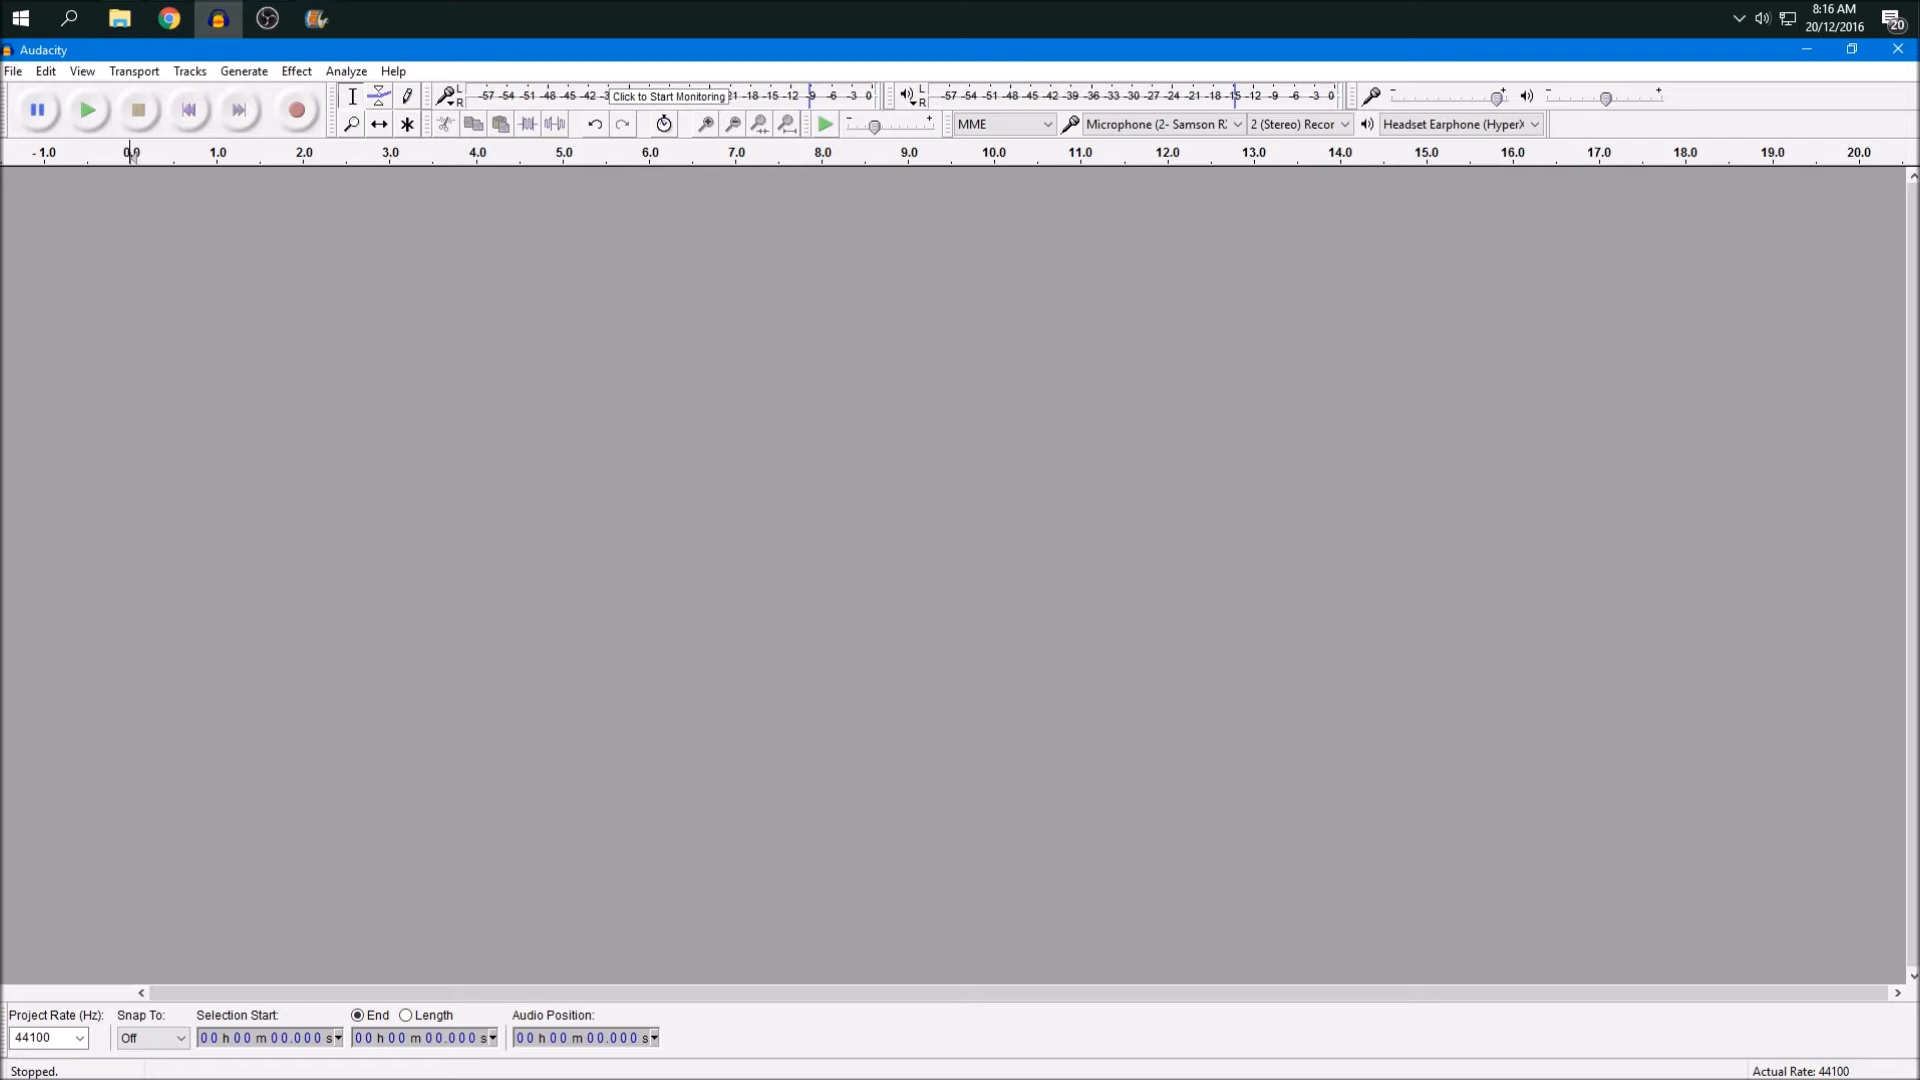 8:16 AM
20/12/2016
20
Audacity
File Edit View Transport Tracks Generate Effect Analyze Help
L
R
-57 -54 -51 -48 -45 -42 -3 Click to Start Monitoring 21 -18 -15 -12 -9 -6 -3 0
L
R
-57 -54 -51 -48 -45 -42 -39 -36 -33 -30 -27 -24 -21 -18 -15 -12 -9 -6 -3 0
- + - +
- +
MME Microphone (2- Samson R 2 (Stereo) Recor Headset Earphone (Hyper
- 1.0 0.0 1.0 2.0 3.0 4.0 5.0 6.0 7.0 8.0 9.0 10.0 11.0 12.0 13.0 14.0 15.0 16.0 17.0 18.0 19.0 20.0
Project Rate (Hz): Snap To: Selection Start: End Length Audio Position:
44100 Off 00 h 00 m 00.000 s 00 h 00 m 00.000 s 00 h 00 m 00.000 s
Stopped. Actual Rate: 44100